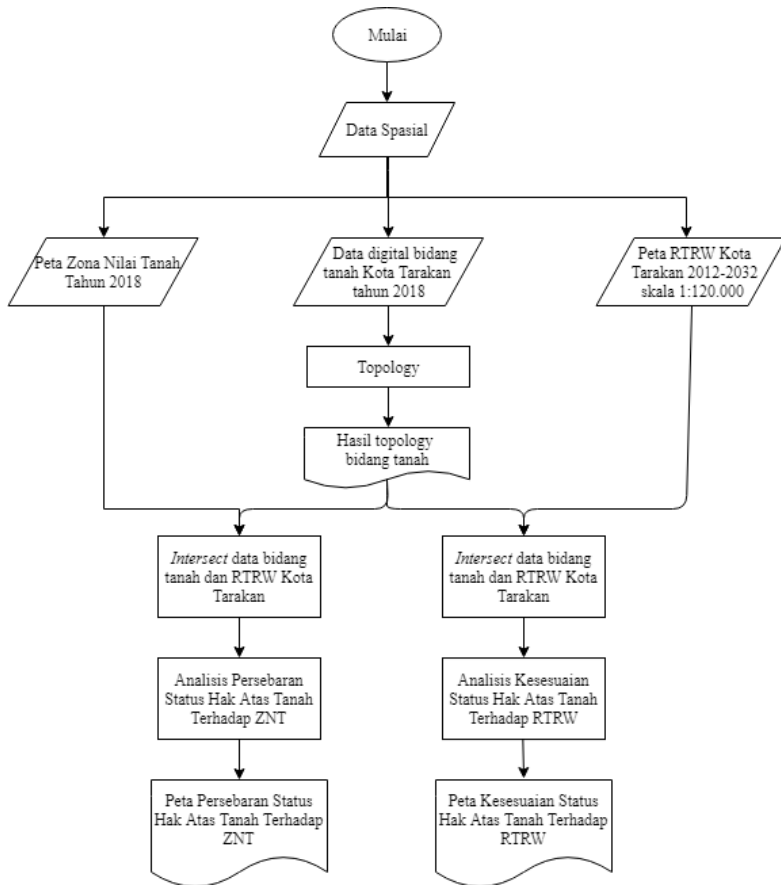 Mulai
Data Spasial
Peta Zona Nilai Tanah
Tahun 2018
Data digital bidang
tanah Kota Tarakan
tahun 2018
Peta RTRW Kota
Tarakan 2012-2032
skala 1:120.000
Topology
Hasil topology
bidang tanah
Intersect data bidang
tanah dan RTRW Kota
Tarakan
Intersect data bidang
tanah dan RTRW Kota
Tarakan
Analisis Persebaran
Status Hak Atas Tanah
Terhadap ZNT
Analisis Kesesuaian
Status Hak Atas Tanah
Terhadap RTRW
Peta Persebaran Status
Hak Atas Tanah Terhadap
ZNT
Peta Kesesuaian Status
Hak Atas Tanah Terhadap
RTRW